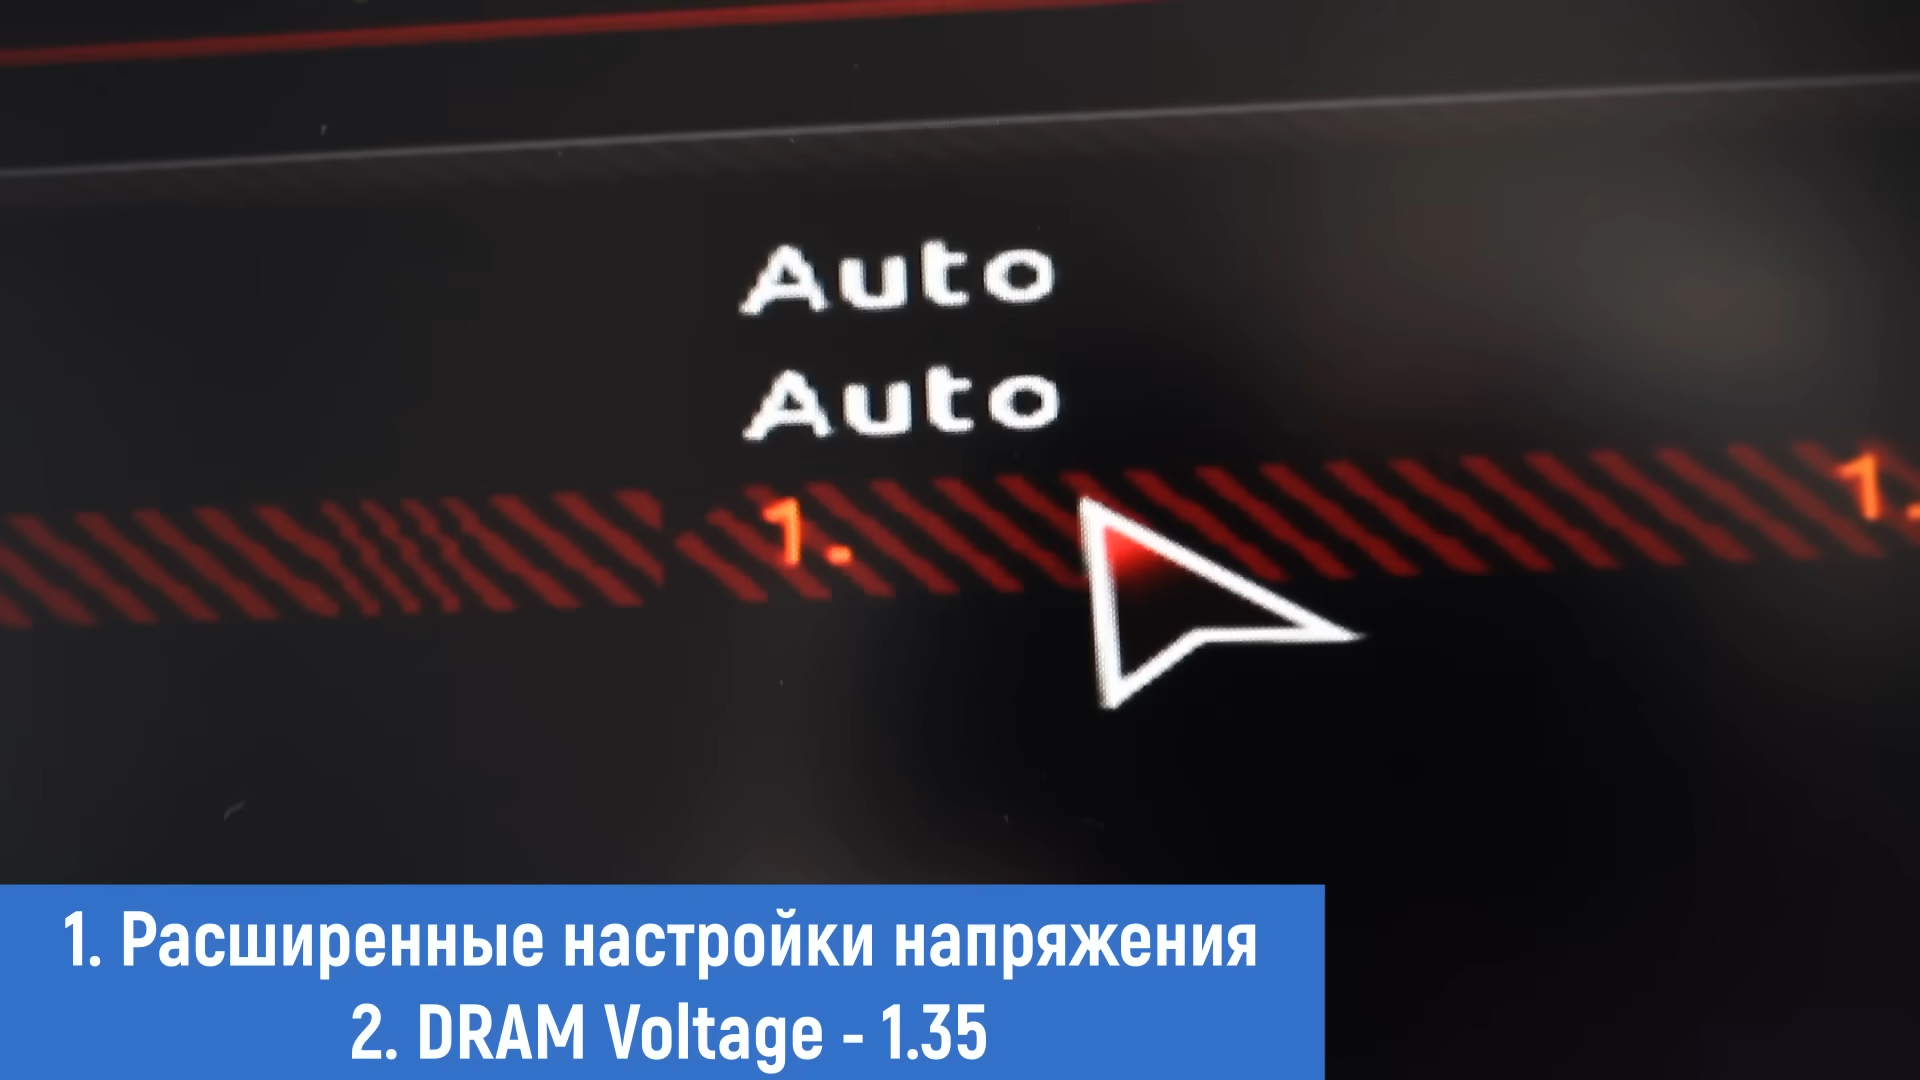 Auto
Auto
1. 1.
1. Расширенные настройки напряжения
2. DRAM Voltage - 1.35